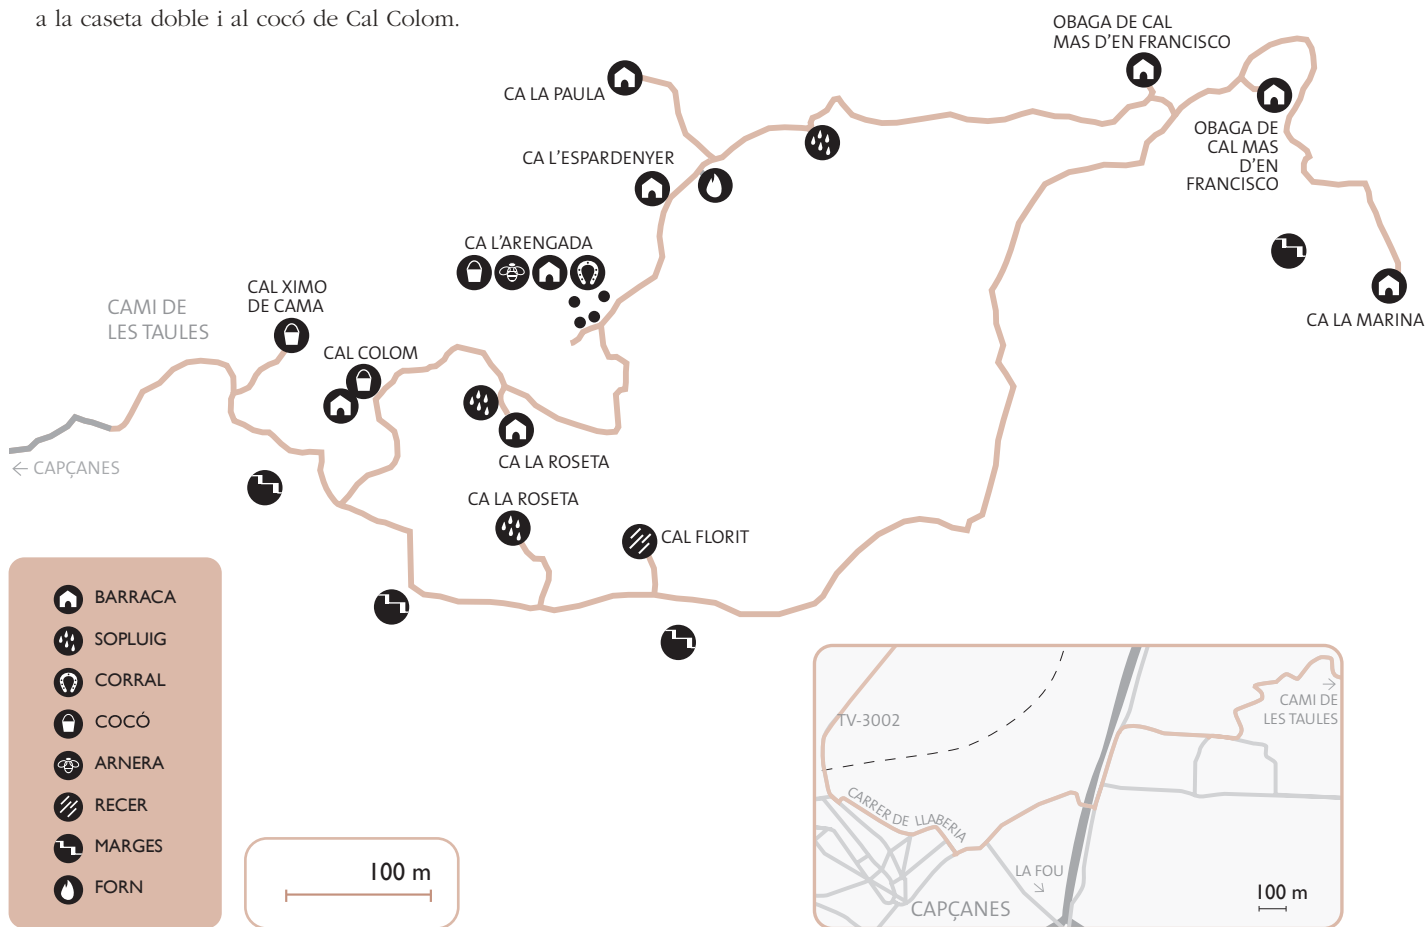 a la caseta doble i al cocó de Cal Colom.
OBAGA DE CAL
MAS D'EN FRANCISCO
CA LA PAULA
OBAGA DE
CAL MAS
D'EN
FRANCISCO
CA L'ESPARDENYER
CA L'ARENGADA
CAL XIMO
DE CAMA
CAMI DE
LES TAULES
CA LA MARINA
CAL COLOM
← CAPÇANES
CA LA ROSETA
CA LA ROSETA
CAL FLORIT
BARRACA
SOPLUIG
CORRAL
COCÓ
ARNERA
RECER
MARGES
FORN
100 m
TV-3002
CAMI DE
LES TAULES
CARRER DE LLABERIA
LA FOU
CAPÇANES
100 m